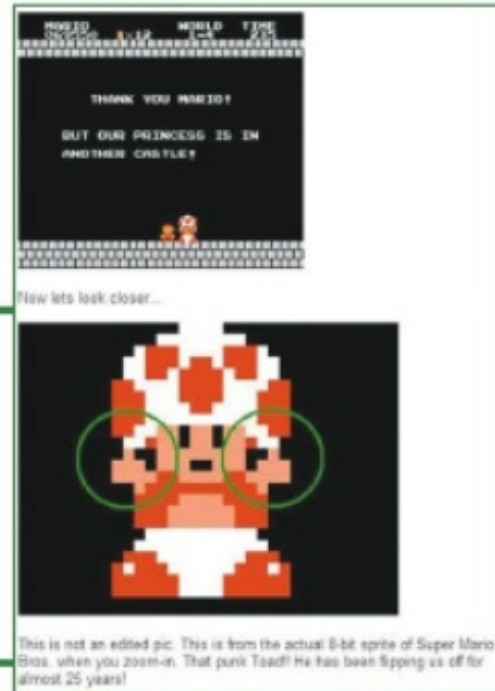 MARIO WORLD TIME
1-4
THANK YOU MARIO!
BUT OUR PRINCESS IS IN
ANOTHER CASTLE!
Now lets look closer...
This is not an edited pic. This is from the actual 8-bit sprite of Super Mario
Bros. when you zoom-in. That punk Toad!! He has been flipping us off for
almost 25 years!